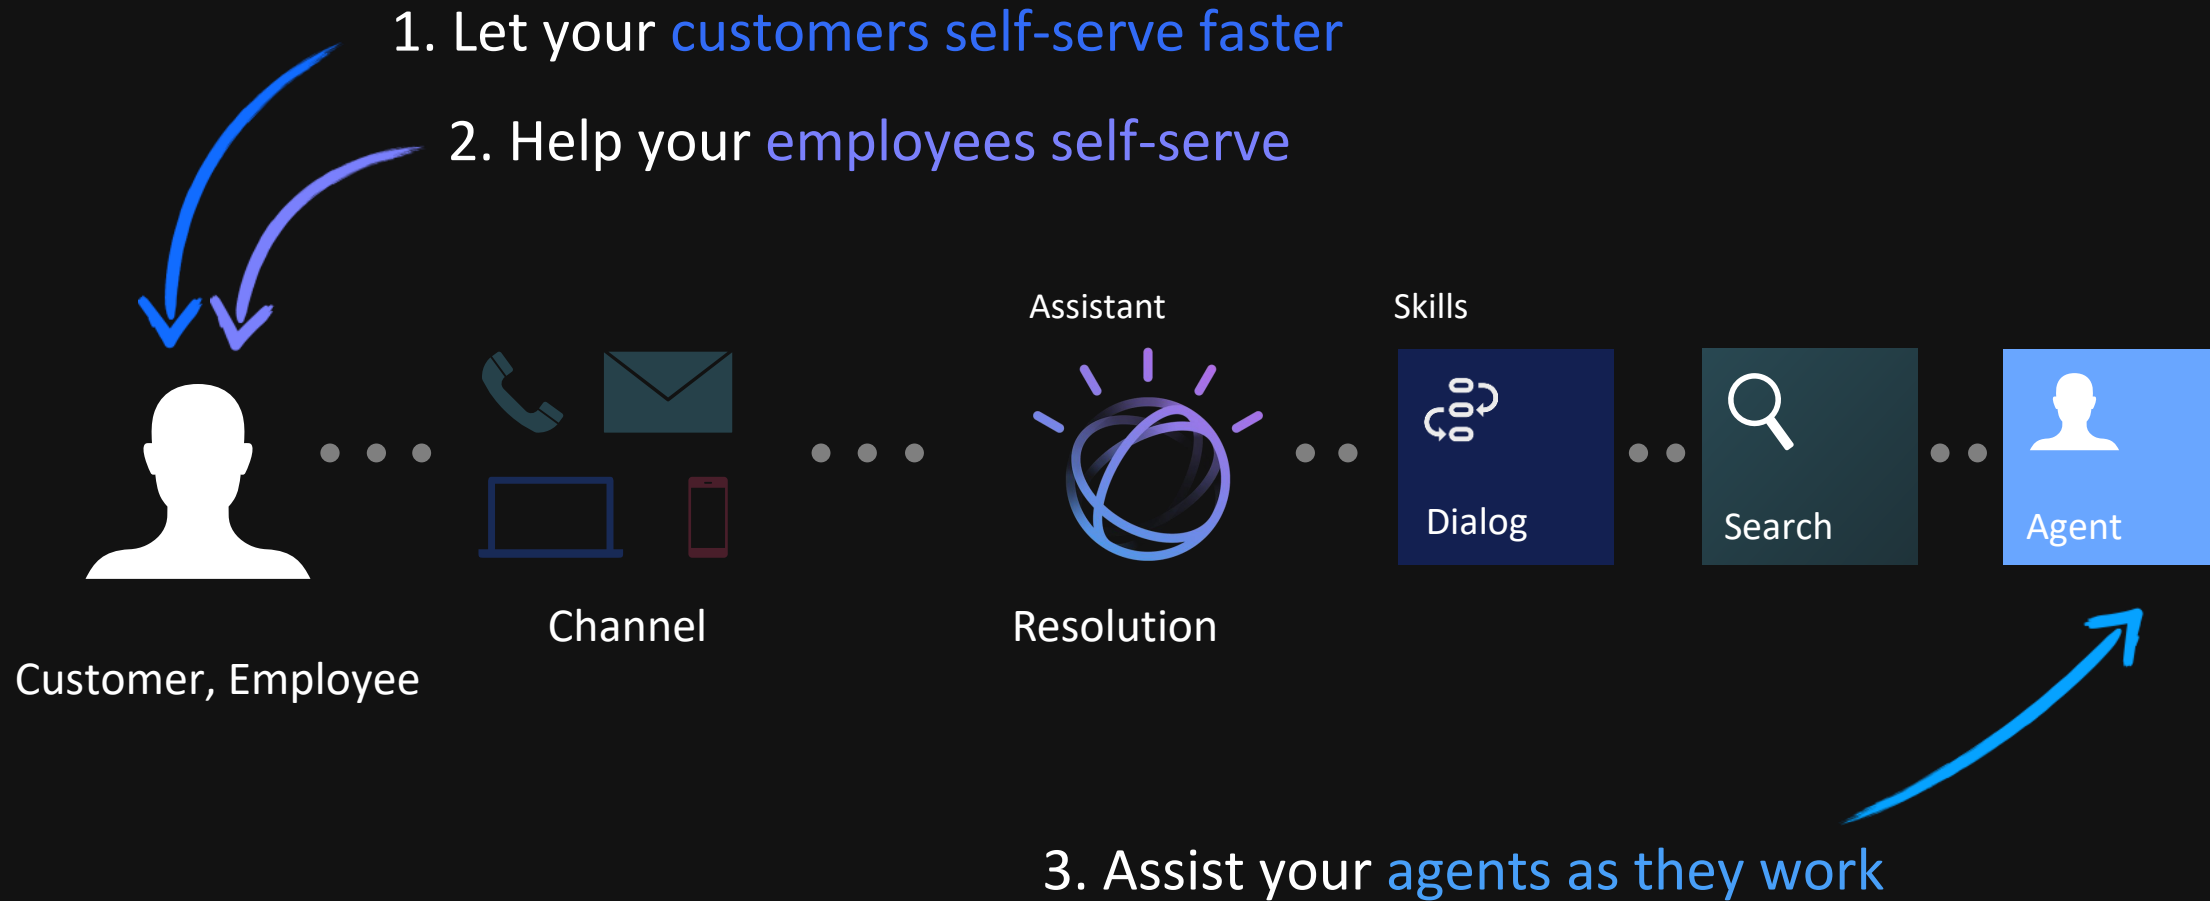 1. Let your customers self-serve faster
2. Help your employees self-serve
Assistant
Skills
Dialog
Search
Agent
Channel
Resolution
Customer, Employee
3. Assist your agents as they work